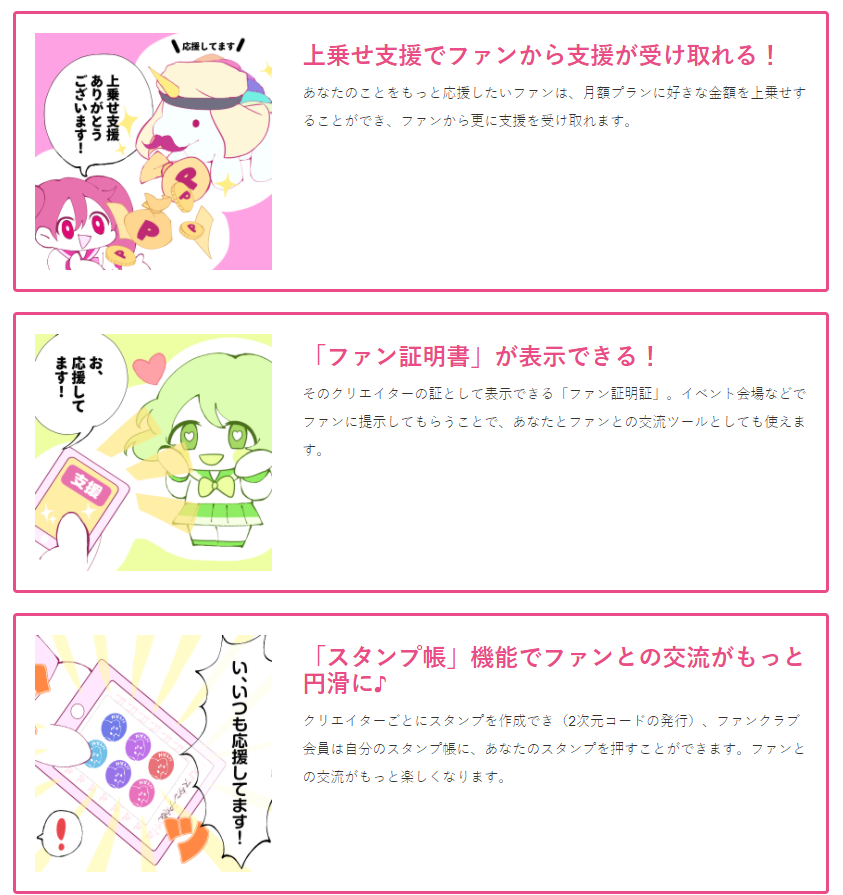 応援してます
上乗せ支援
ありがとう
ございます！
P
P
P
P
P
上乗せ支援でファンから支援が受け取れる！
あなたのことをもっと応援したいファンは、月額プランに好きな金額を上乗せす
ることができ、ファンから更に支援を受け取れます。
お、
応援して
ます！
支援
「ファン証明書」が表示できる！
そのクリエイターの証として表示できる「ファン証明証」。イベント会場などで
ファンに提示してもらうことで、あなたとファンとの交流ツールとしても使えま
す。
い、いつも応援してます！
！
ッ
「スタンプ帳」機能でファンとの交流がもっと
円滑に♪
クリエイターごとにスタンプを作成でき（2次元コードの発行）、ファンクラブ
会員は自分のスタンプ帳に、あなたのスタンプを押すことができます。ファンと
の交流がもっと楽しくなります。